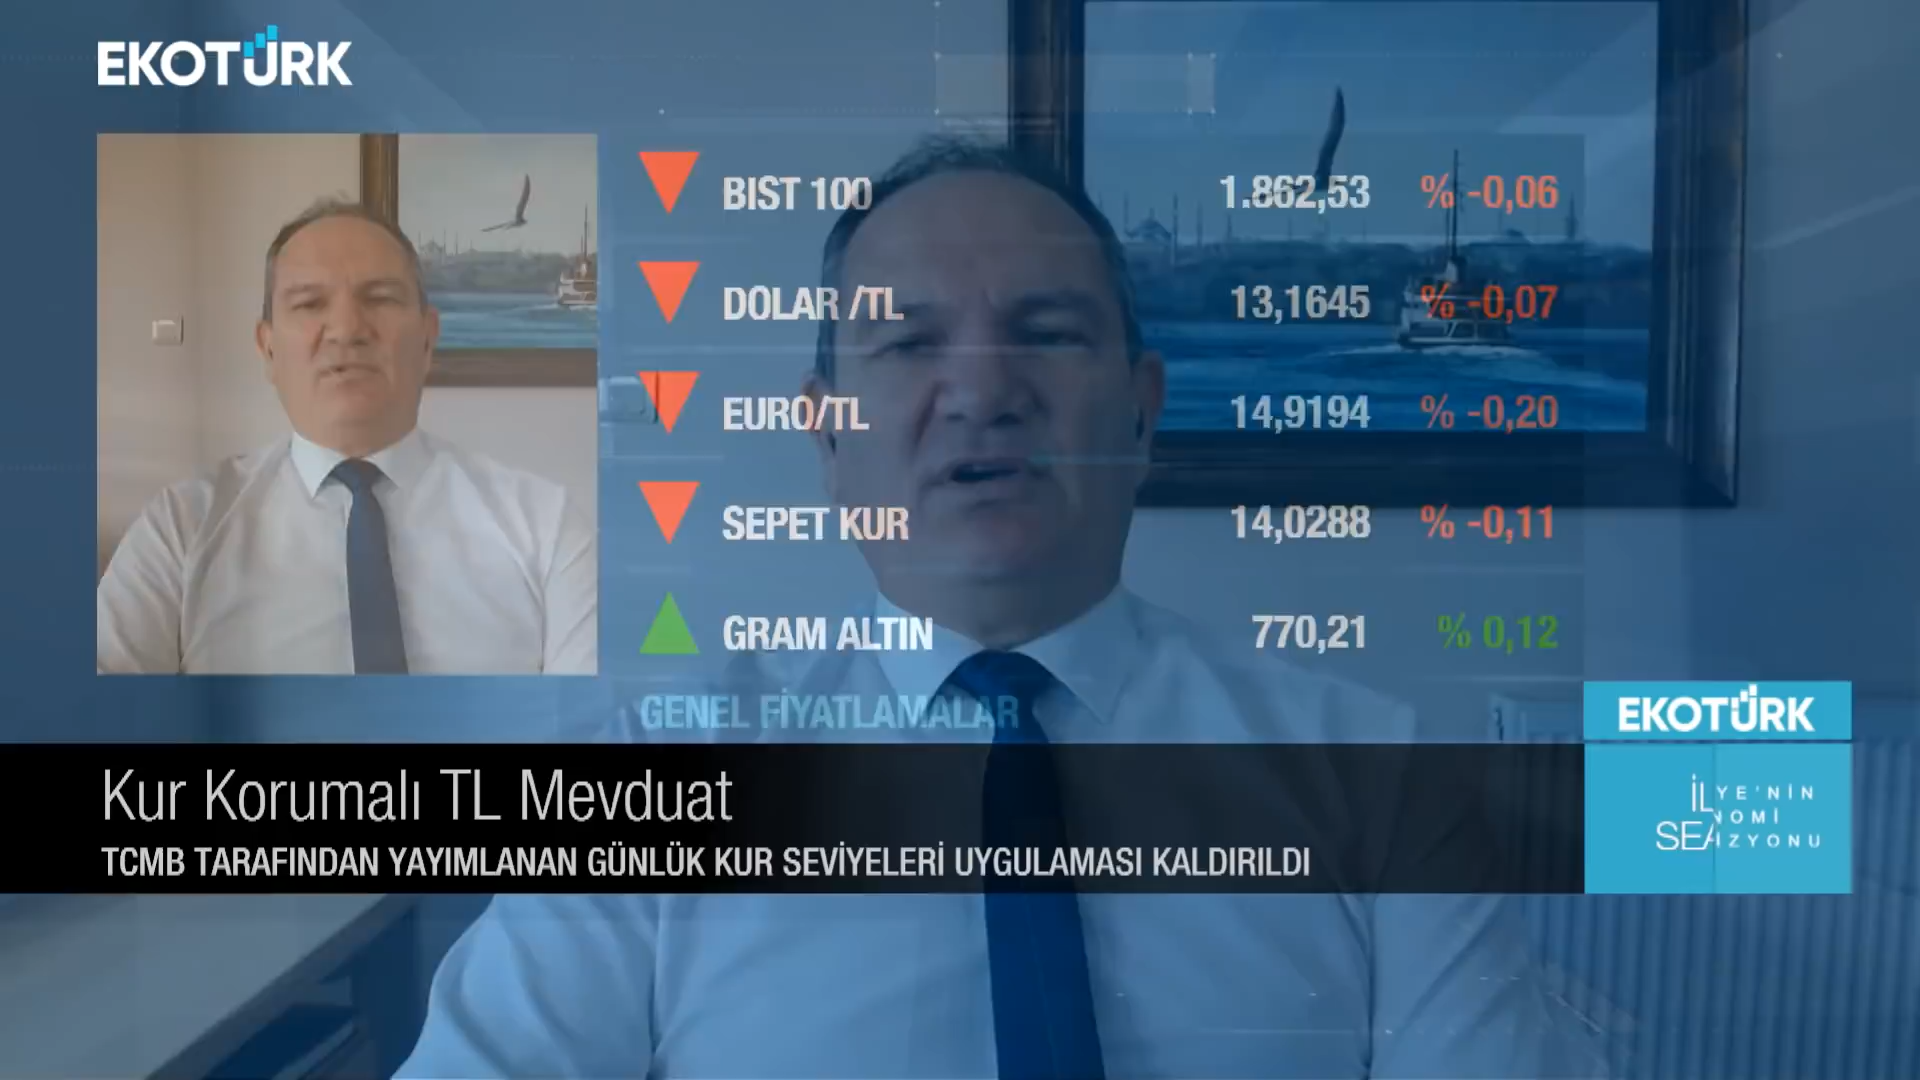 EKOTÜRK
BIST 100 1.862,53 % -0,06
DOLAR /TL 13,1645 % -0,07
EURO/TL 14,9194 % -0,20
SEPET KUR 14,0288 % -0,11
GRAM ALTIN 770,21 % 0,12
GENEL FİYATLAMALAR
EKOTÜRK
Kur Korumalı TL Mevduat
TCMB TARAFINDAN YAYIMLANAN GÜNLÜK KUR SEVİYELERİ UYGULAMASI KALDIRILDI